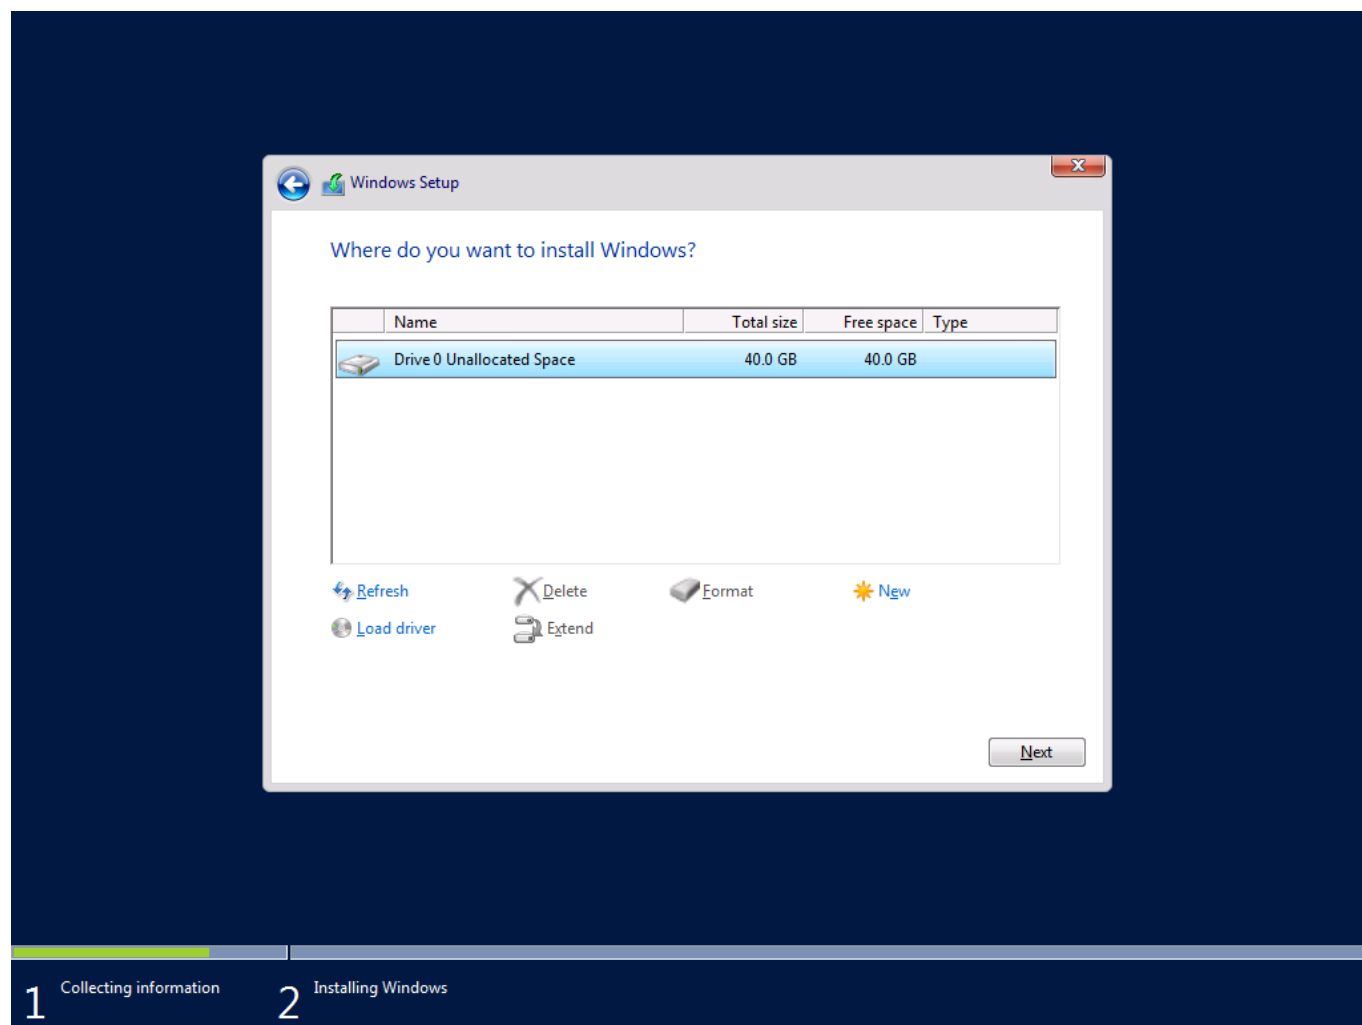 Windows Setup
Where do you want to install Windows?
Name Total size Free space Type
Drive 0 Unallocated Space 40.0 GB 40.0 GB
Refresh Delete Format New
Load driver Extend
Next
1 Collecting information 2 Installing Windows